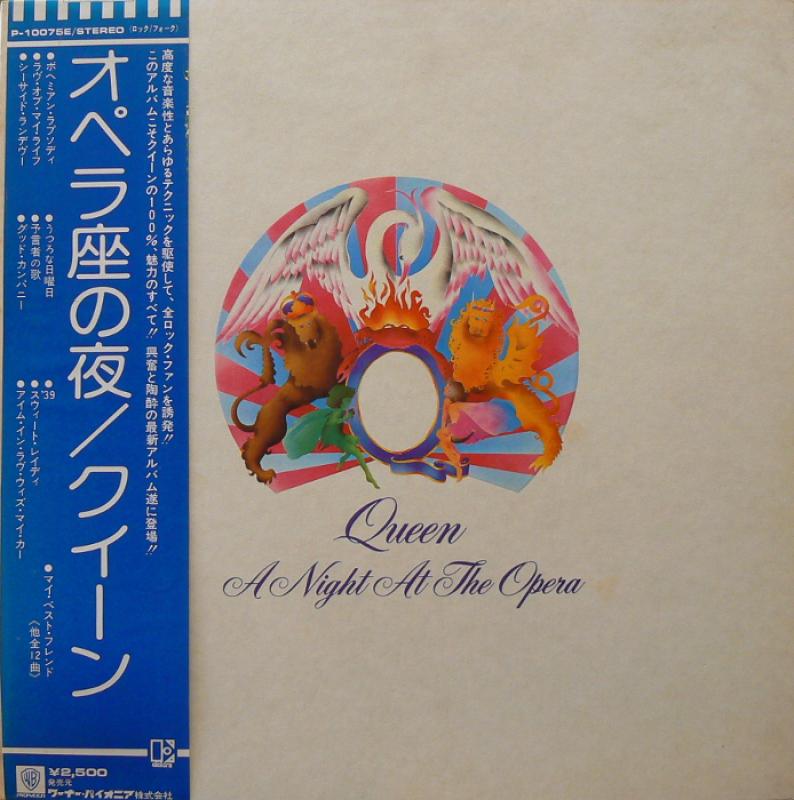 P-10075E/STEREO (ロック/フォーク)
高度な音楽性とあらゆるテクニックを駆使して、全ロック・ファンを誘発!!
このアルバムこそクイーンの100%、魅力のすべて!! 興奮と陶酔の最新アルバム遂に登場!!
オペラ座の夜/クイーン
●ボヘミアン・ラプソディ
●ラヴ・オブ・マイ・ライフ
●シーサイド・ランデヴー
●うつろな日曜日
●予言者の歌
●グッド・カンパニー
●'39
●スウィート・レイディ
●アイム・イン・ラヴ・ウィズ・マイ・カー
●マイ・ベスト・フレンド
《他全12曲》
elektra
WB
PIONEER
¥2,500
発売元
ワーナー・パイオニア株式会社
Queen
A Night At The Opera